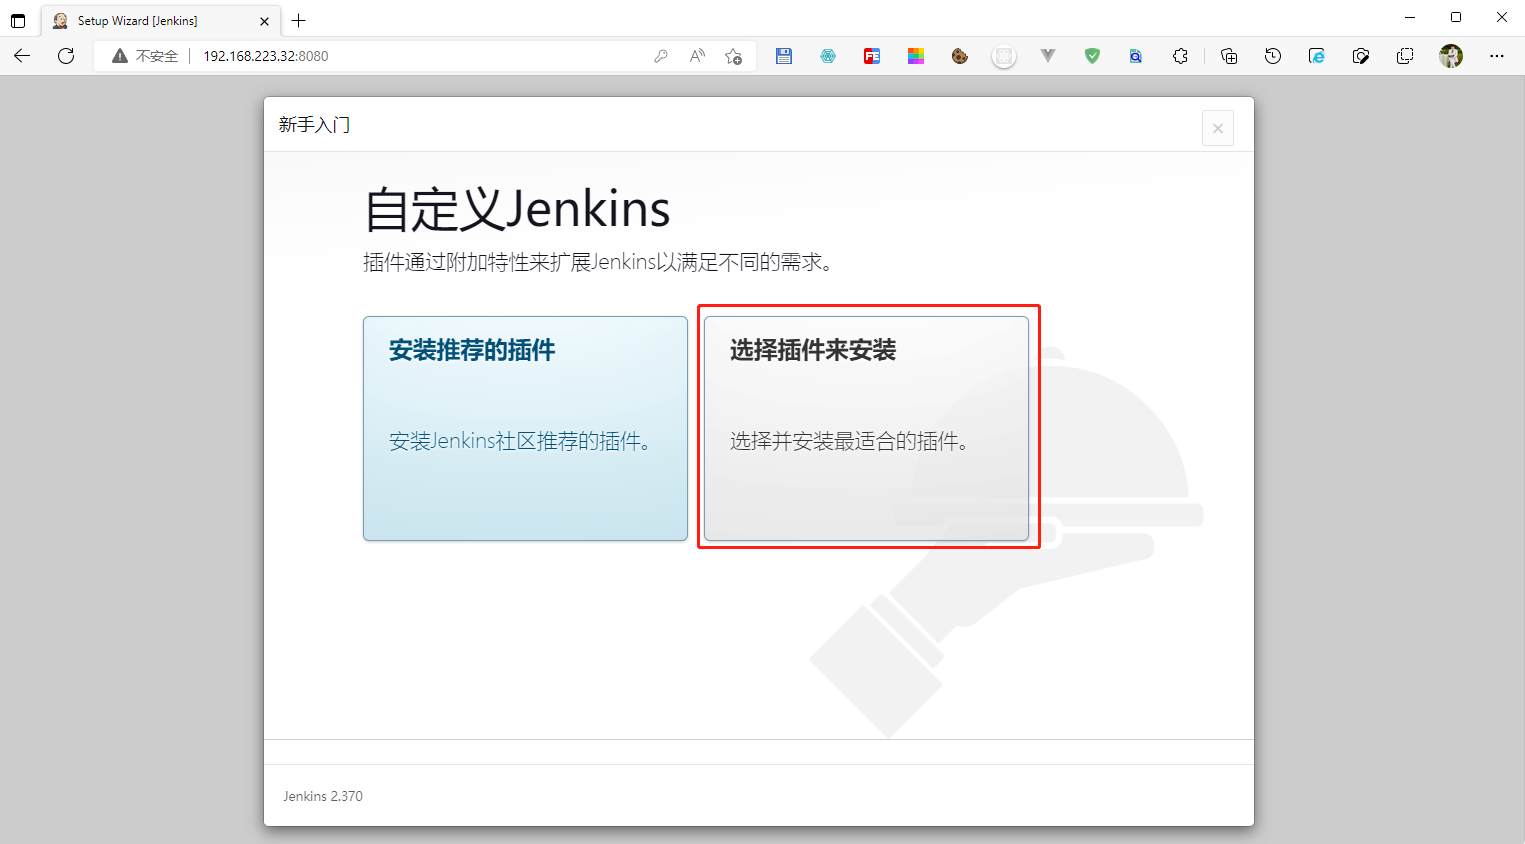 Setup Wizard [Jenkins]
不安全
192.168.223.32:8080
新手入门
自定义Jenkins
插件通过附加特性来扩展Jenkins以满足不同的需求。
安装推荐的插件
安装Jenkins社区推荐的插件。
选择插件来安装
选择并安装最适合的插件。
Jenkins 2.370